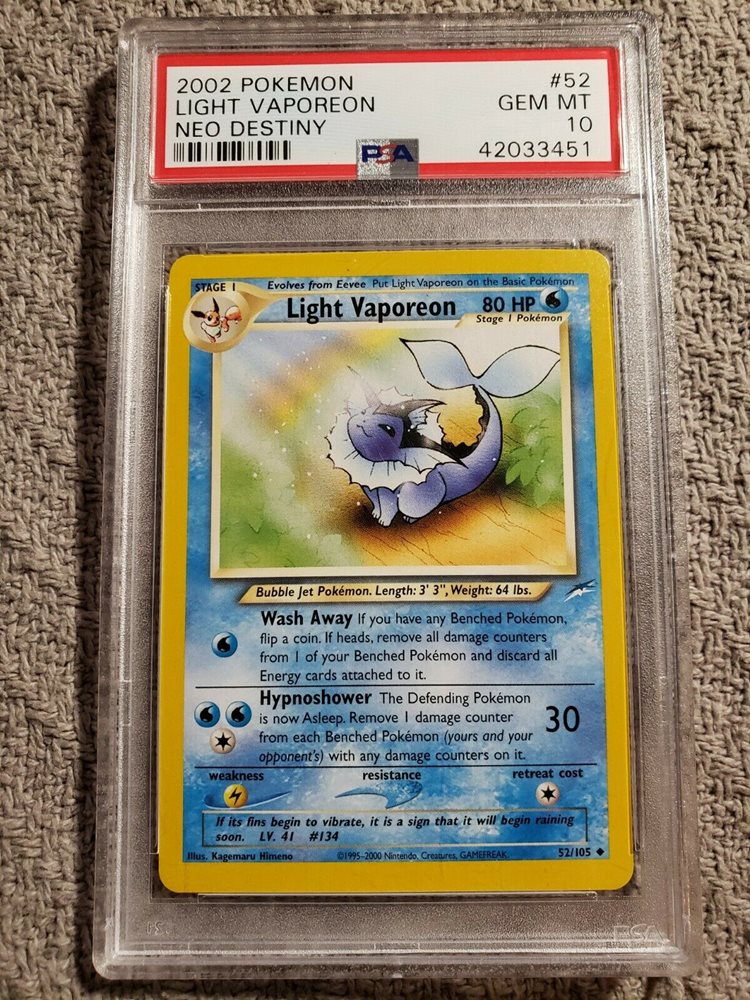 2002 POKEMON #52
LIGHT VAPOREON GEM MT
NEO DESTINY 10
PSA 42033451
STAGE 1 Evolves from Eevee Put Light Vaporeon on the Basic Pokémon
Light Vaporeon 80 HP
Stage 1 Pokémon
Bubble Jet Pokémon. Length: 3' 3", Weight: 64 lbs.
Wash Away If you have any Benched Pokémon,
flip a coin. If heads, remove all damage counters
from 1 of your Benched Pokémon and discard all
Energy cards attached to it.
Hypnoshower The Defending Pokémon
is now Asleep. Remove 1 damage counter 30
from each Benched Pokémon (yours and your
opponent's) with any damage counters on it.
weakness resistance retreat cost
If its fins begin to vibrate, it is a sign that it will begin raining
soon. LV. 41 #134
Illus. Kagemaru Himeno ©1995-2000 Nintendo, Creatures, GAMEFREAK. 52/105
PSA